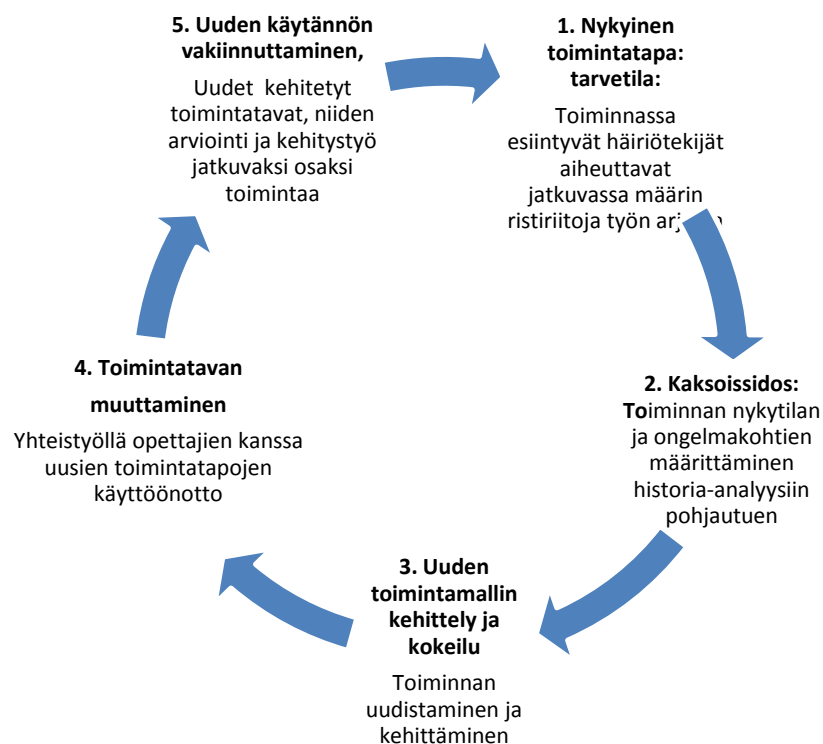 1. Nykyinen
toimintatapa:
tarvetila:
Toiminnassa
esiintyvät häiriötekijät
aiheuttavat
jatkuvassa määrin
ristiriitoja työn
2. Kaksoissidos:
Toiminnan nykytilan
ja ongelmakohtien
määrittäminen
historia-analyysiin
pohjautuen
3. Uuden
toimintamallin
kehittely ja
kokeilu
Toiminnan
uudistaminen ja
kehittäminen
4. Toimintatavan
muuttaminen
Yhteistyöllä opettajien kanssa
uusien toimintatapojen
käyttöönotto
5. Uuden käytännön
vakiinnuttaminen,
Uudet kehitetyt
toimintatavat, niiden
arviointi ja kehitystyö
jatkuvaksi osaksi
toimintaa